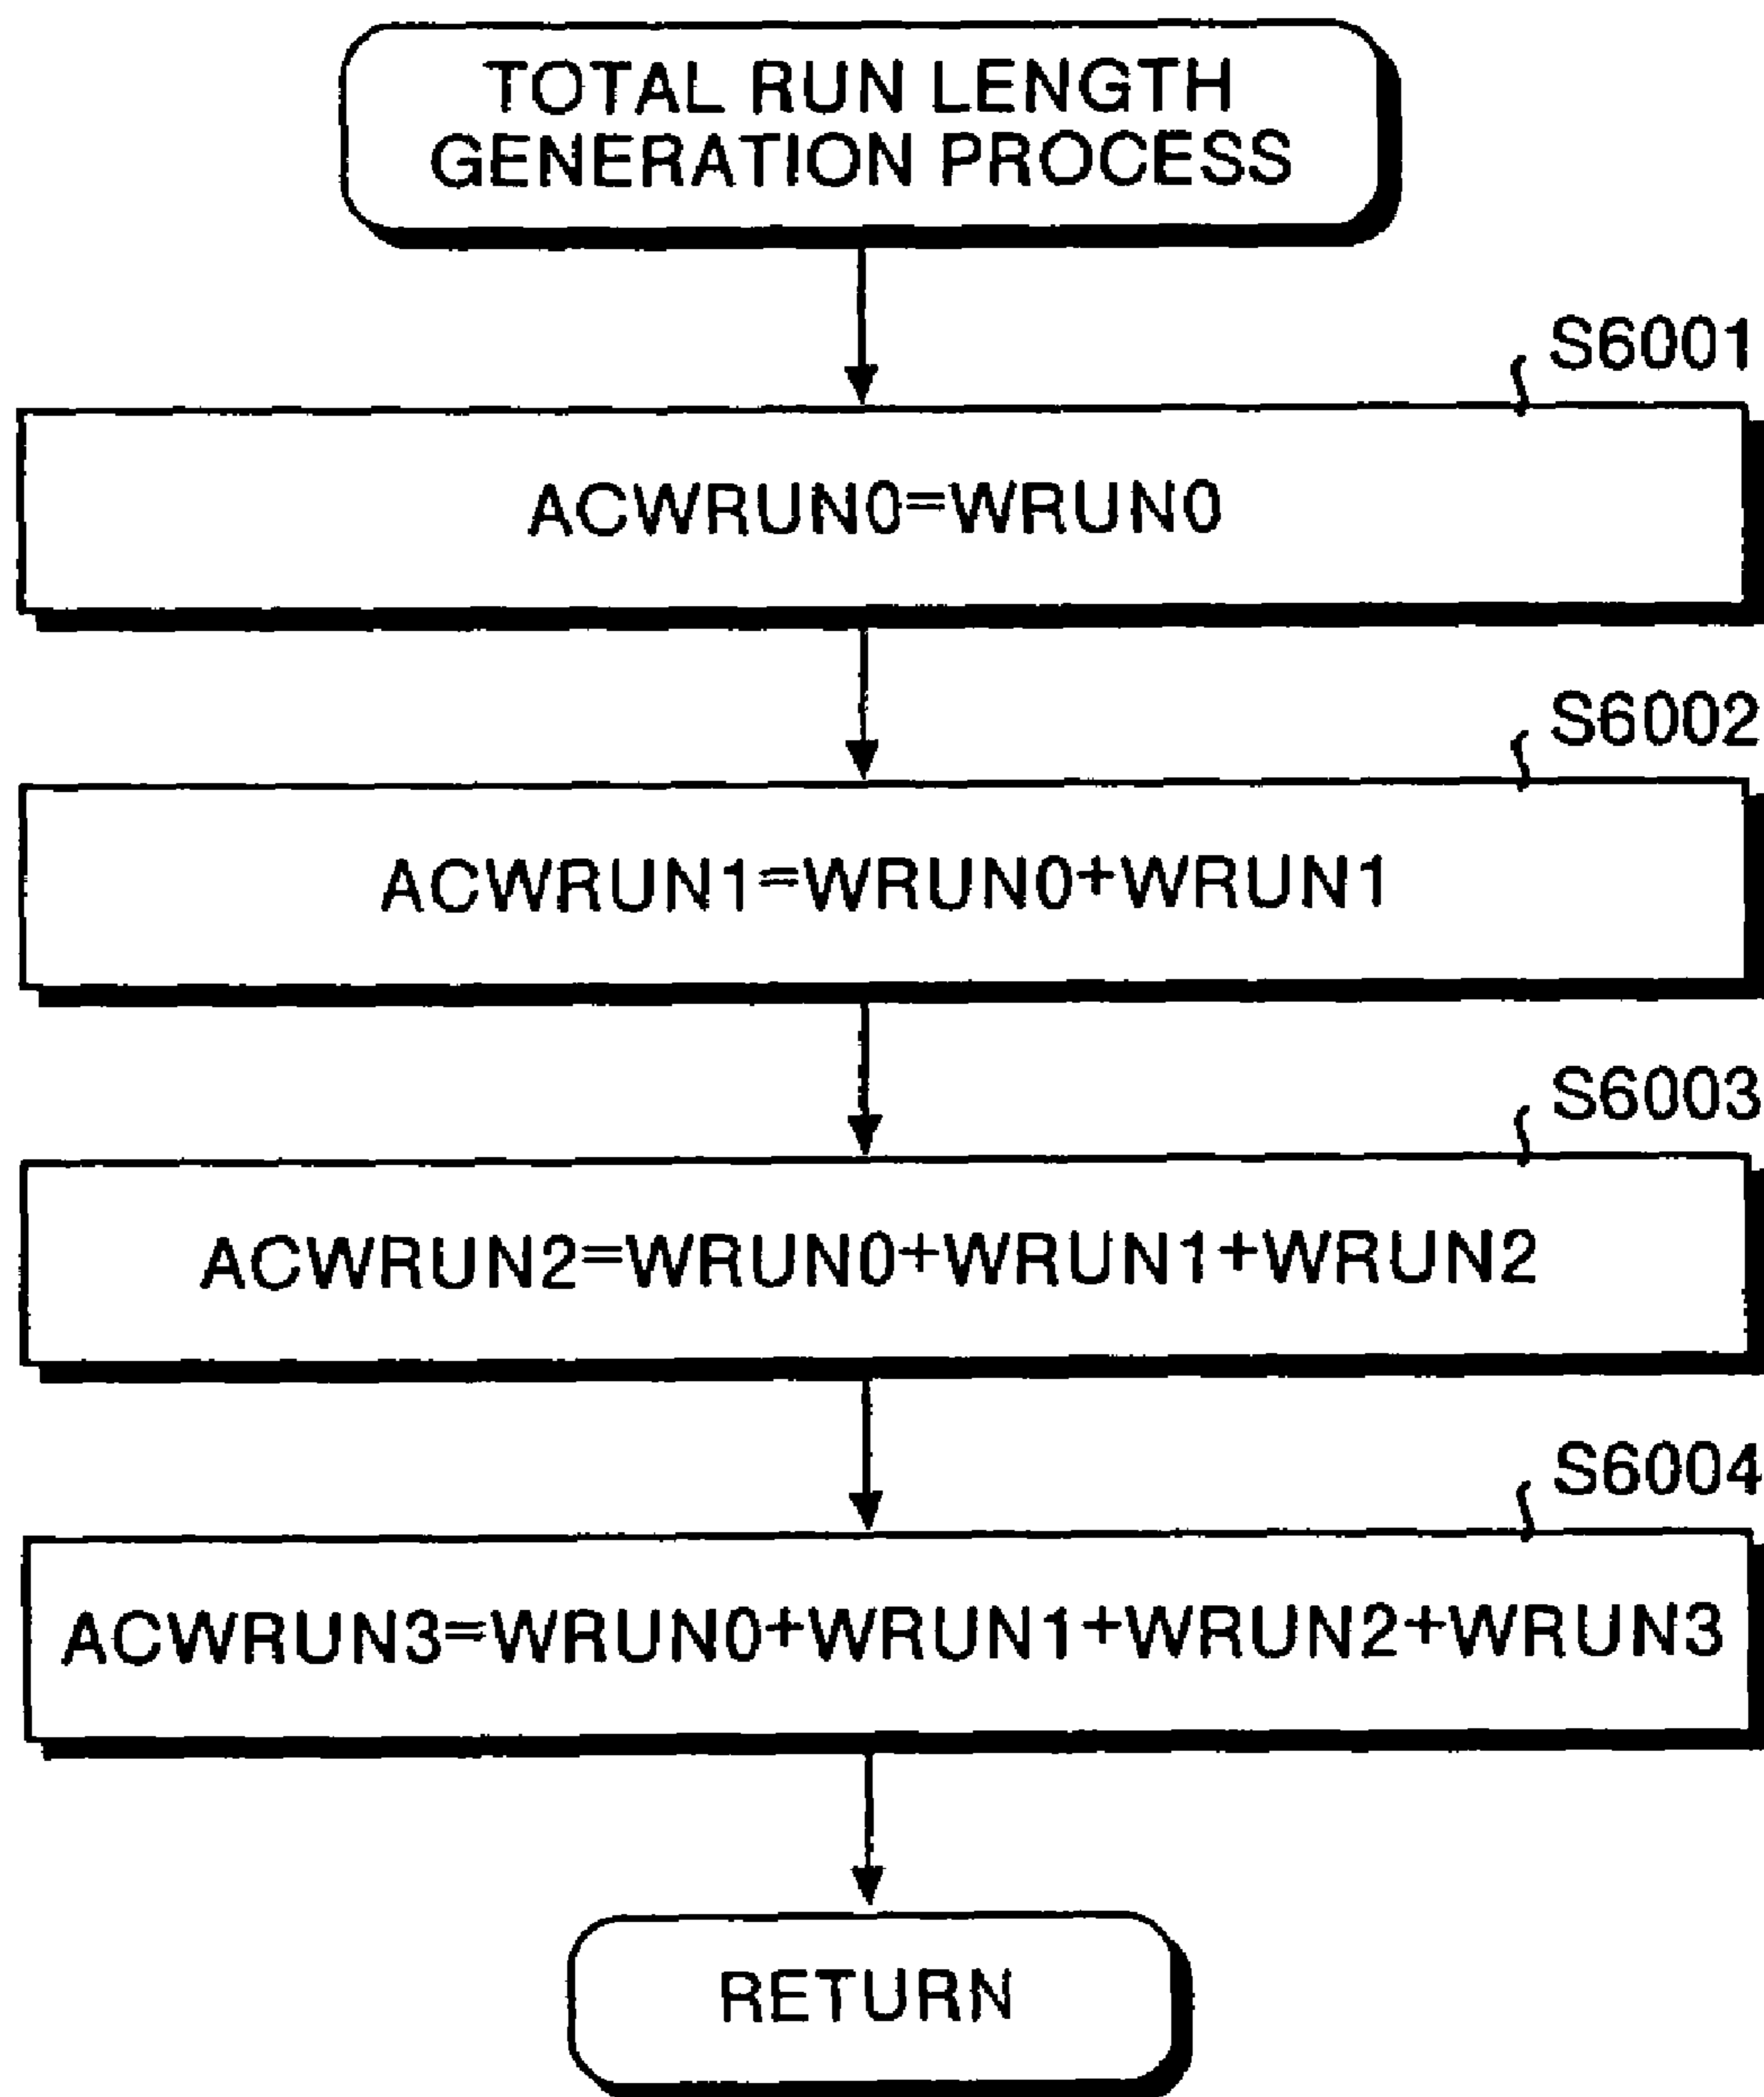 TOTAL RUN LENGTH
GENERATION PROCESS
S6001
ACWRUN0=WRUN0
S6002
ACWRUN1=WRUN0+WRUN1
S6003
ACWRUN2=WRUN0+WRUN1+WRUN2
S6004
ACWRUN3=WRUN0+WRUN1+WRUN2+WRUN3
RETURN